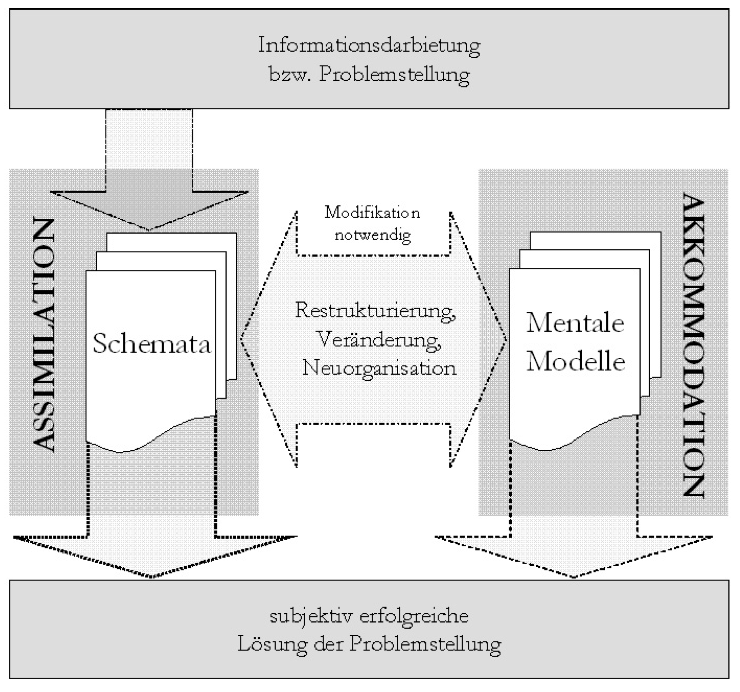 Informationsdarbietung
bzw. Problemstellung
ASSIMILATION
Schemata
Modifikation
notwendig
Restrukturierung,
Veränderung,
Neuorganisation
Mentale
Modelle
AKKOMMODATION
subjektiv erfolgreiche
Lösung der Problemstellung